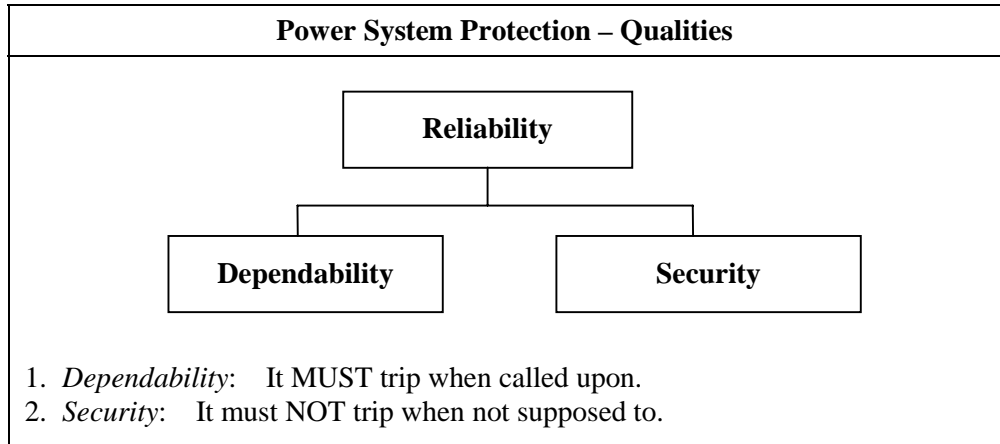 Power System Protection – Qualities
Reliability
Dependability
Security
1. Dependability: It MUST trip when called upon.
2. Security: It must NOT trip when not supposed to.